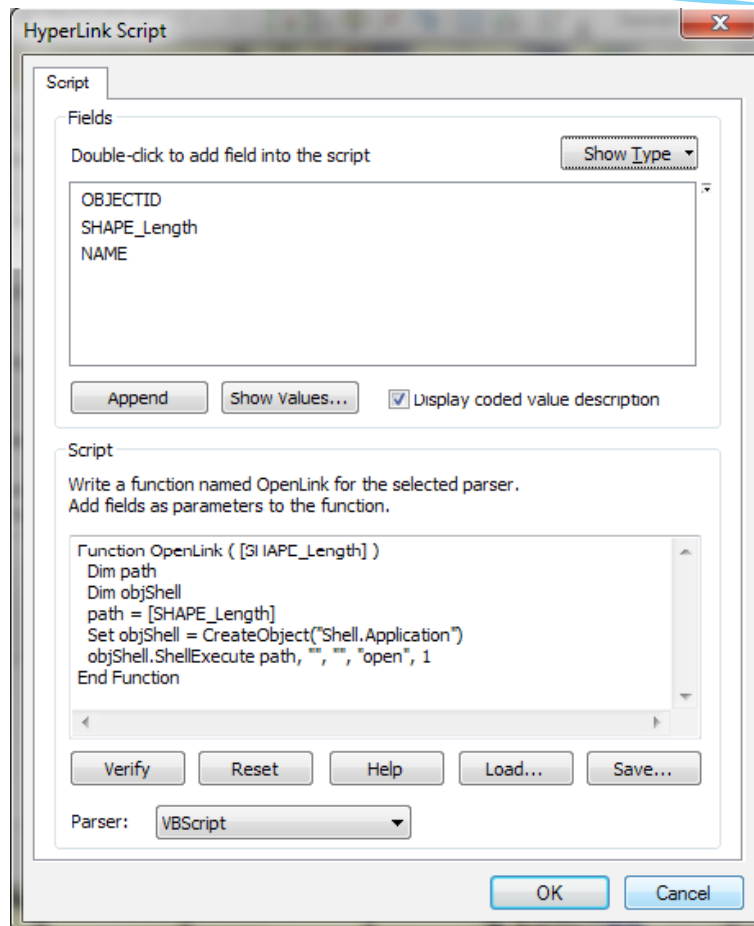 HyperLink Script
Script
Fields
Double-click to add field into the script
Show Type
OBJECTID
SHAPE_Length
NAME
Append
Show Values...
Display coded value description
Script
Write a function named OpenLink for the selected parser.
Add fields as parameters to the function.
Function OpenLink ( [SHAPE_Length] )
Dim path
Dim objShell
path = [SHAPE_Length]
Set objShell = CreateObject("Shell.Application")
objShell.ShellExecute path, "", "", "open", 1
End Function
Verify
Reset
Help
Load...
Save...
Parser:
VBScript
OK
Cancel